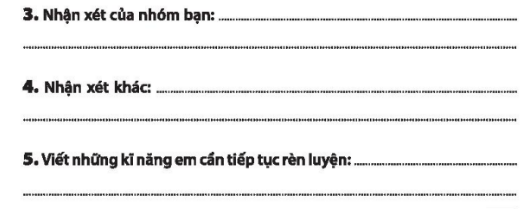 3. Nhận xét của nhóm bạn: ........................................................................
........................................................................................................................
4. Nhận xét khác: ........................................................................................
........................................................................................................................
5. Viết những kĩ năng em cần tiếp tục rèn luyện: ........................................
........................................................................................................................